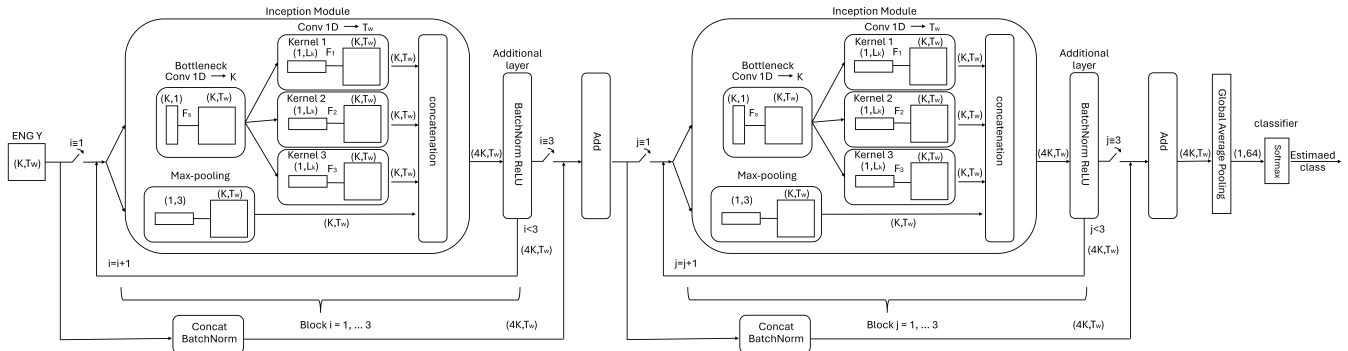 Inception Module
Conv 1D → Tw
Bottleneck
Conv 1D → K
(K,1)
Fs
(K,Tw)
Kernel 1
(1,Lk)
F1
(K,Tw)
(K,Tw)
Kernel 2
(1,Lk)
F2
(K,Tw)
(K,Tw)
Kernel 3
(1,Lk)
F3
(K,Tw)
(K,Tw)
Max-pooling
(1,3)
(K,Tw)
(K,Tw)
concatenation
ENG Y
(K,Tw)
i≡1
(4K,Tw)
Additional
layer
BatchNorm ReLU
i≡3
i<3
(4K,Tw)
i=i+1
Block i = 1, ... 3
Concat
BatchNorm
(4K,Tw)
Add
Inception Module
Conv 1D → Tw
Bottleneck
Conv 1D → K
(K,1)
Fs
(K,Tw)
Kernel 1
(1,Lk)
F1
(K,Tw)
(K,Tw)
Kernel 2
(1,Lk)
F2
(K,Tw)
(K,Tw)
Kernel 3
(1,Lk)
F3
(K,Tw)
(K,Tw)
Max-pooling
(1,3)
(K,Tw)
(K,Tw)
concatenation
j≡1
(4K,Tw)
Additional
layer
BatchNorm ReLU
j≡3
j<3
(4K,Tw)
j=j+1
Block j = 1, ... 3
Concat
BatchNorm
(4K,Tw)
Add
(4K,Tw)
Global Average Pooling
(1,64)
classifier
Softmax
Estimaed
class